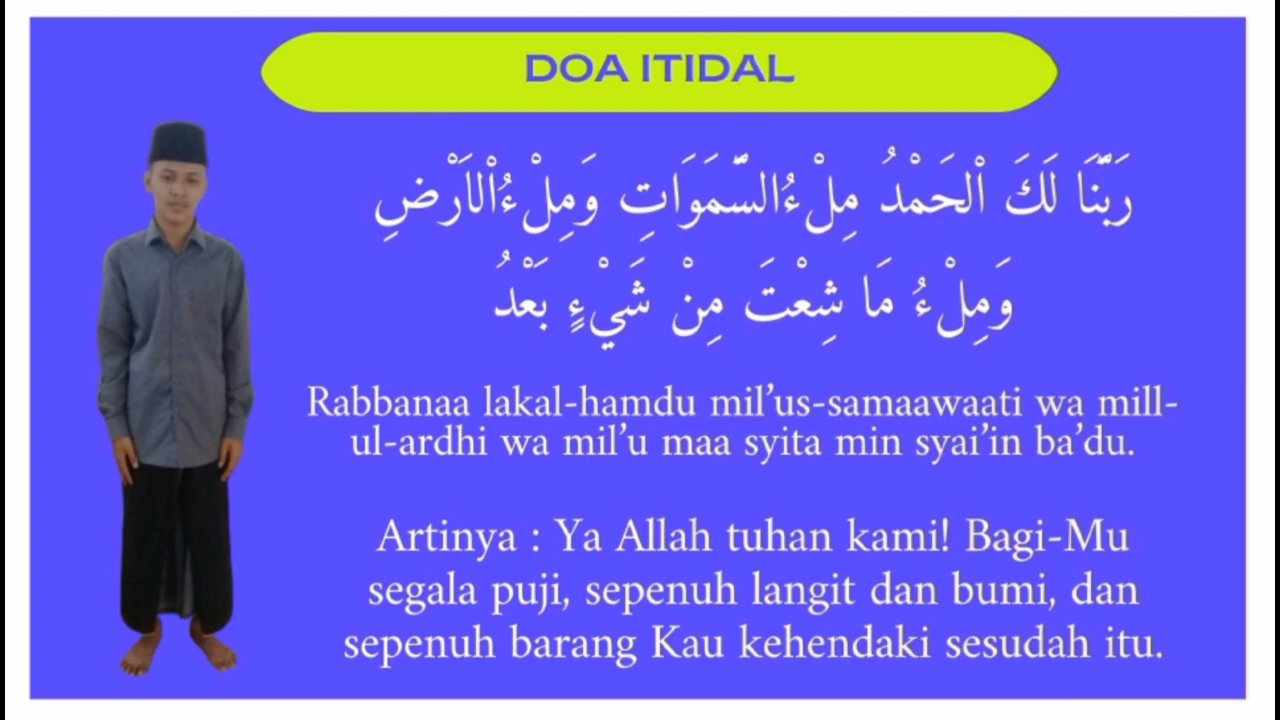 DOA ITIDAL
رَبَّنَا لَكَ اْلحَمْدُ مِلْءُالسَّمَوَاتِ وَمِلْءُاْلاَرْضِ
وَمِلْءُ مَا شِعْتَ مِنْ شَيْءٍ بَعْدُ
Rabbanaa lakal-hamdu mil’us-samaawaati wa mill-
ul-ardhi wa mil’u maa syita min syai’in ba’du.
Artinya : Ya Allah tuhan kami! Bagi-Mu
segala puji, sepenuh langit dan bumi, dan
sepenuh barang Kau kehendaki sesudah itu.